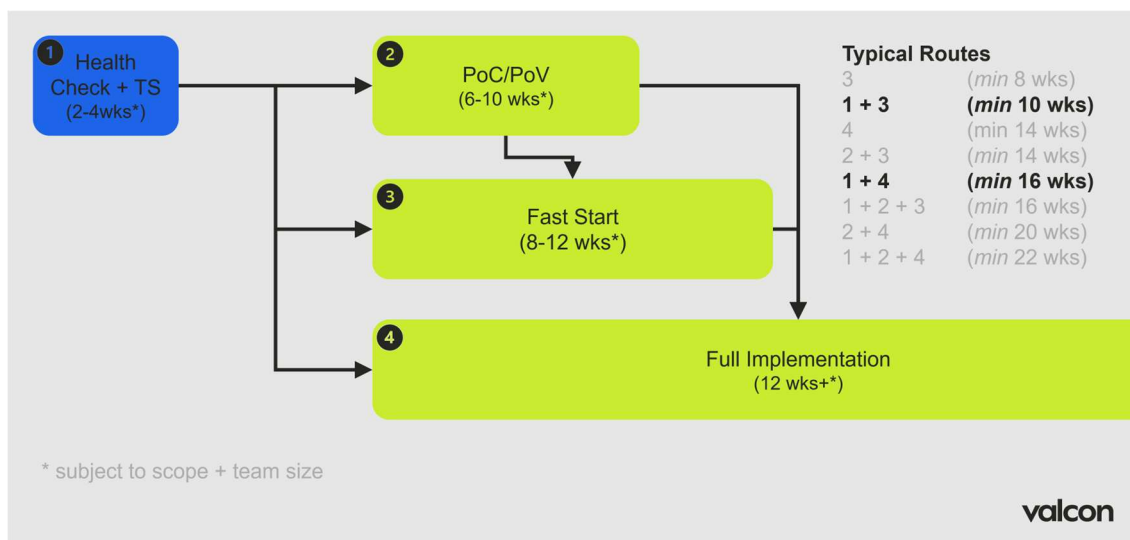 1
Health
Check + TS
(2-4wks*)
2
PoC/PoV
(6-10 wks*)
3
Fast Start
(8-12 wks*)
4
Full Implementation
(12 wks+*)
Typical Routes
3 (min 8 wks)
1 + 3 (min 10 wks)
4 (min 14 wks)
2 + 3 (min 14 wks)
1 + 4 (min 16 wks)
1 + 2 + 3 (min 16 wks)
2 + 4 (min 20 wks)
1 + 2 + 4 (min 22 wks)
* subject to scope + team size
valcon